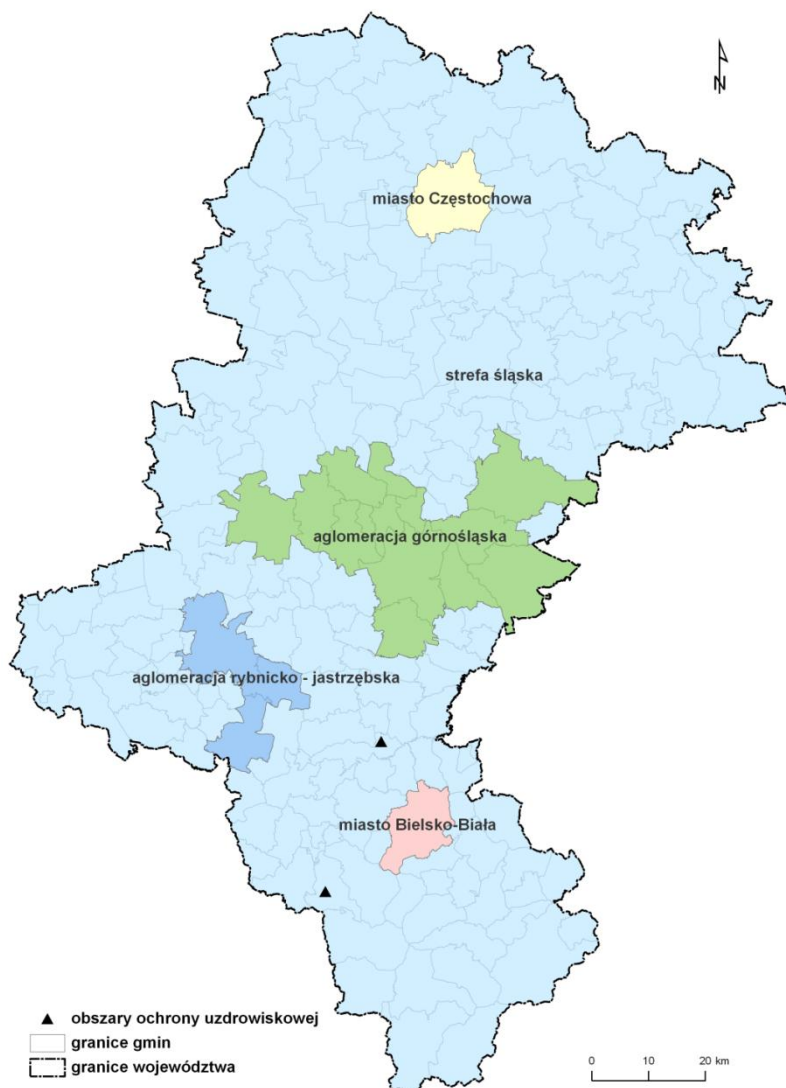 N
miasto Częstochowa
strefa śląska
aglomeracja górnośląska
aglomeracja rybnicko - jastrzębska
miasto Bielsko-Biała
obszary ochrony uzdrowiskowej
granice gmin
granice województwa
0 10 20 km